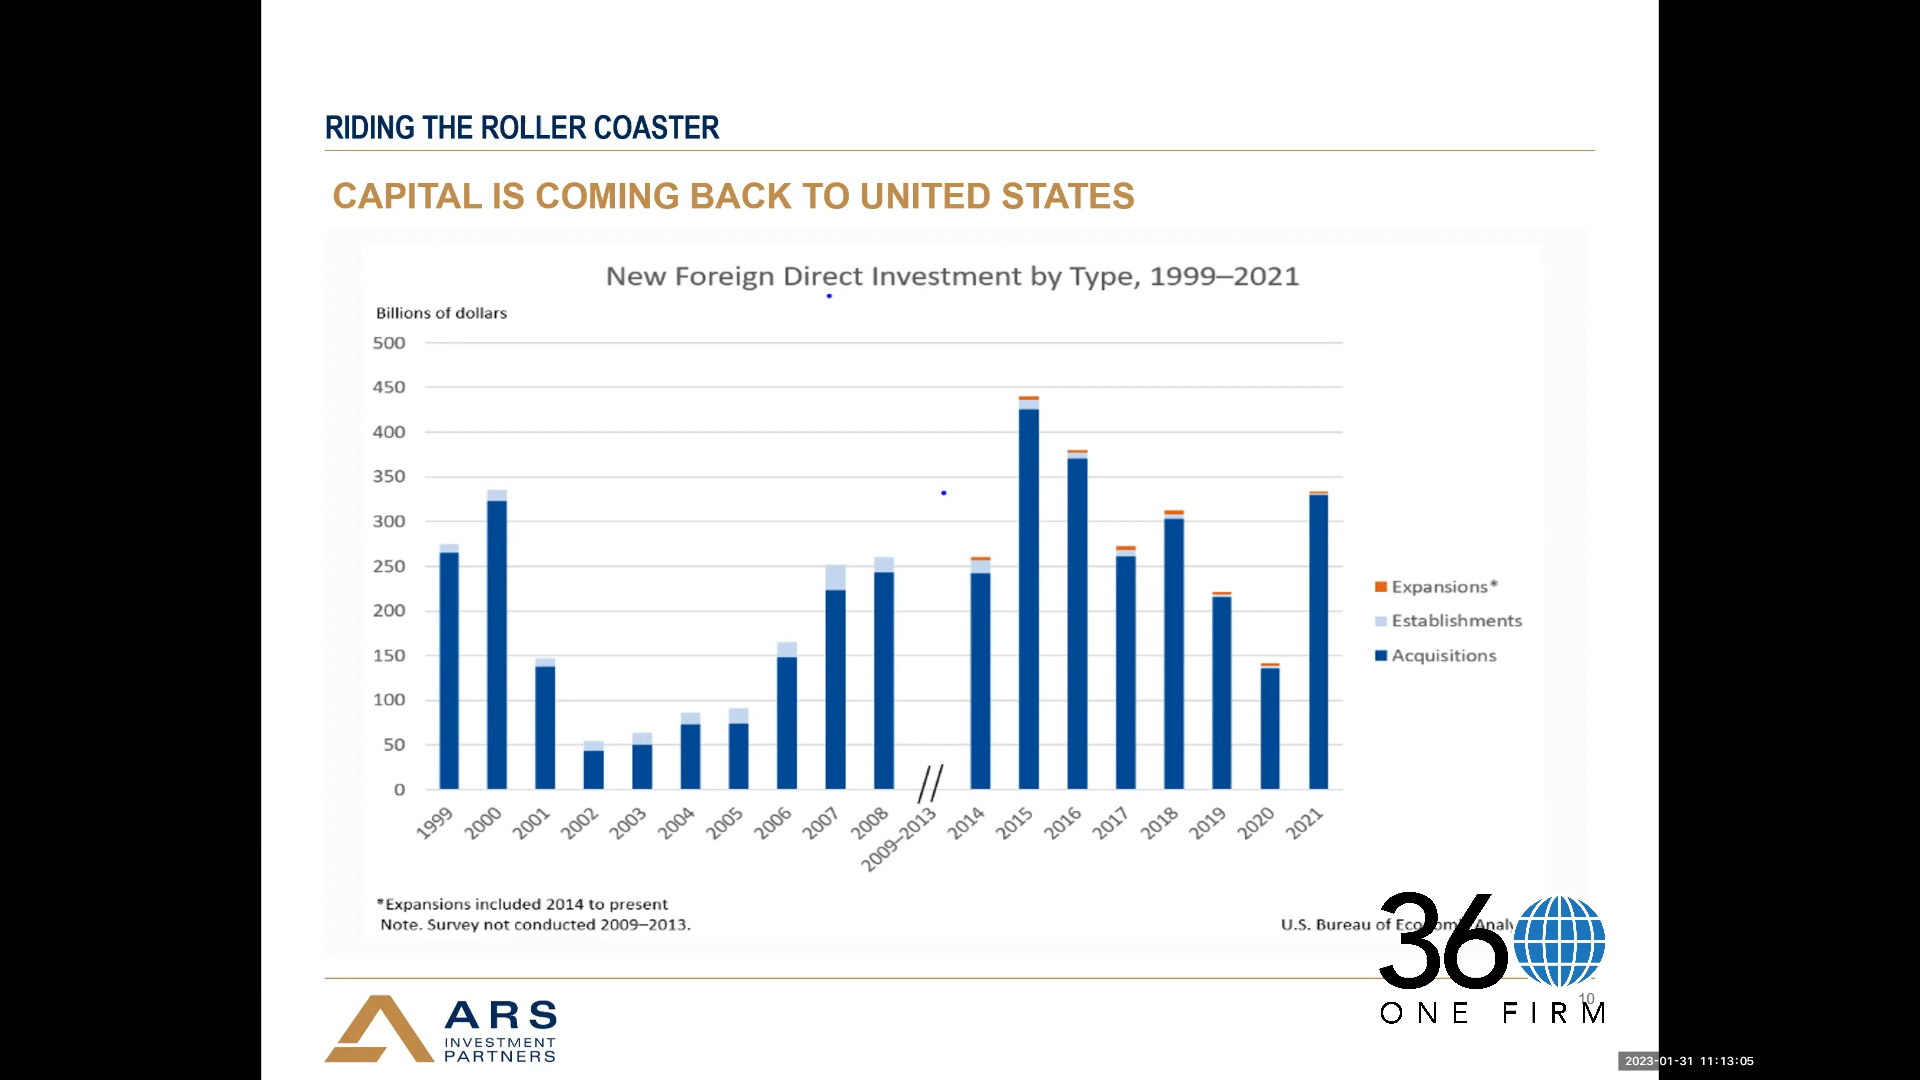 RIDING THE ROLLER COASTER
CAPITAL IS COMING BACK TO UNITED STATES
New Foreign Direct Investment by Type, 1999–2021
Billions of dollars
500
450
400
350
300
250
200
150
100
50
0
1999 2000 2001 2002 2003 2004 2005 2006 2007 2008 2009–2013 2014 2015 2016 2017 2018 2019 2020 2021
Expansions*
Establishments
Acquisitions
*Expansions included 2014 to present
Note. Survey not conducted 2009–2013.
U.S. Bureau of
360
ONE FIRM
10
ARS
INVESTMENT
PARTNERS
2023-01-31 11:13:05